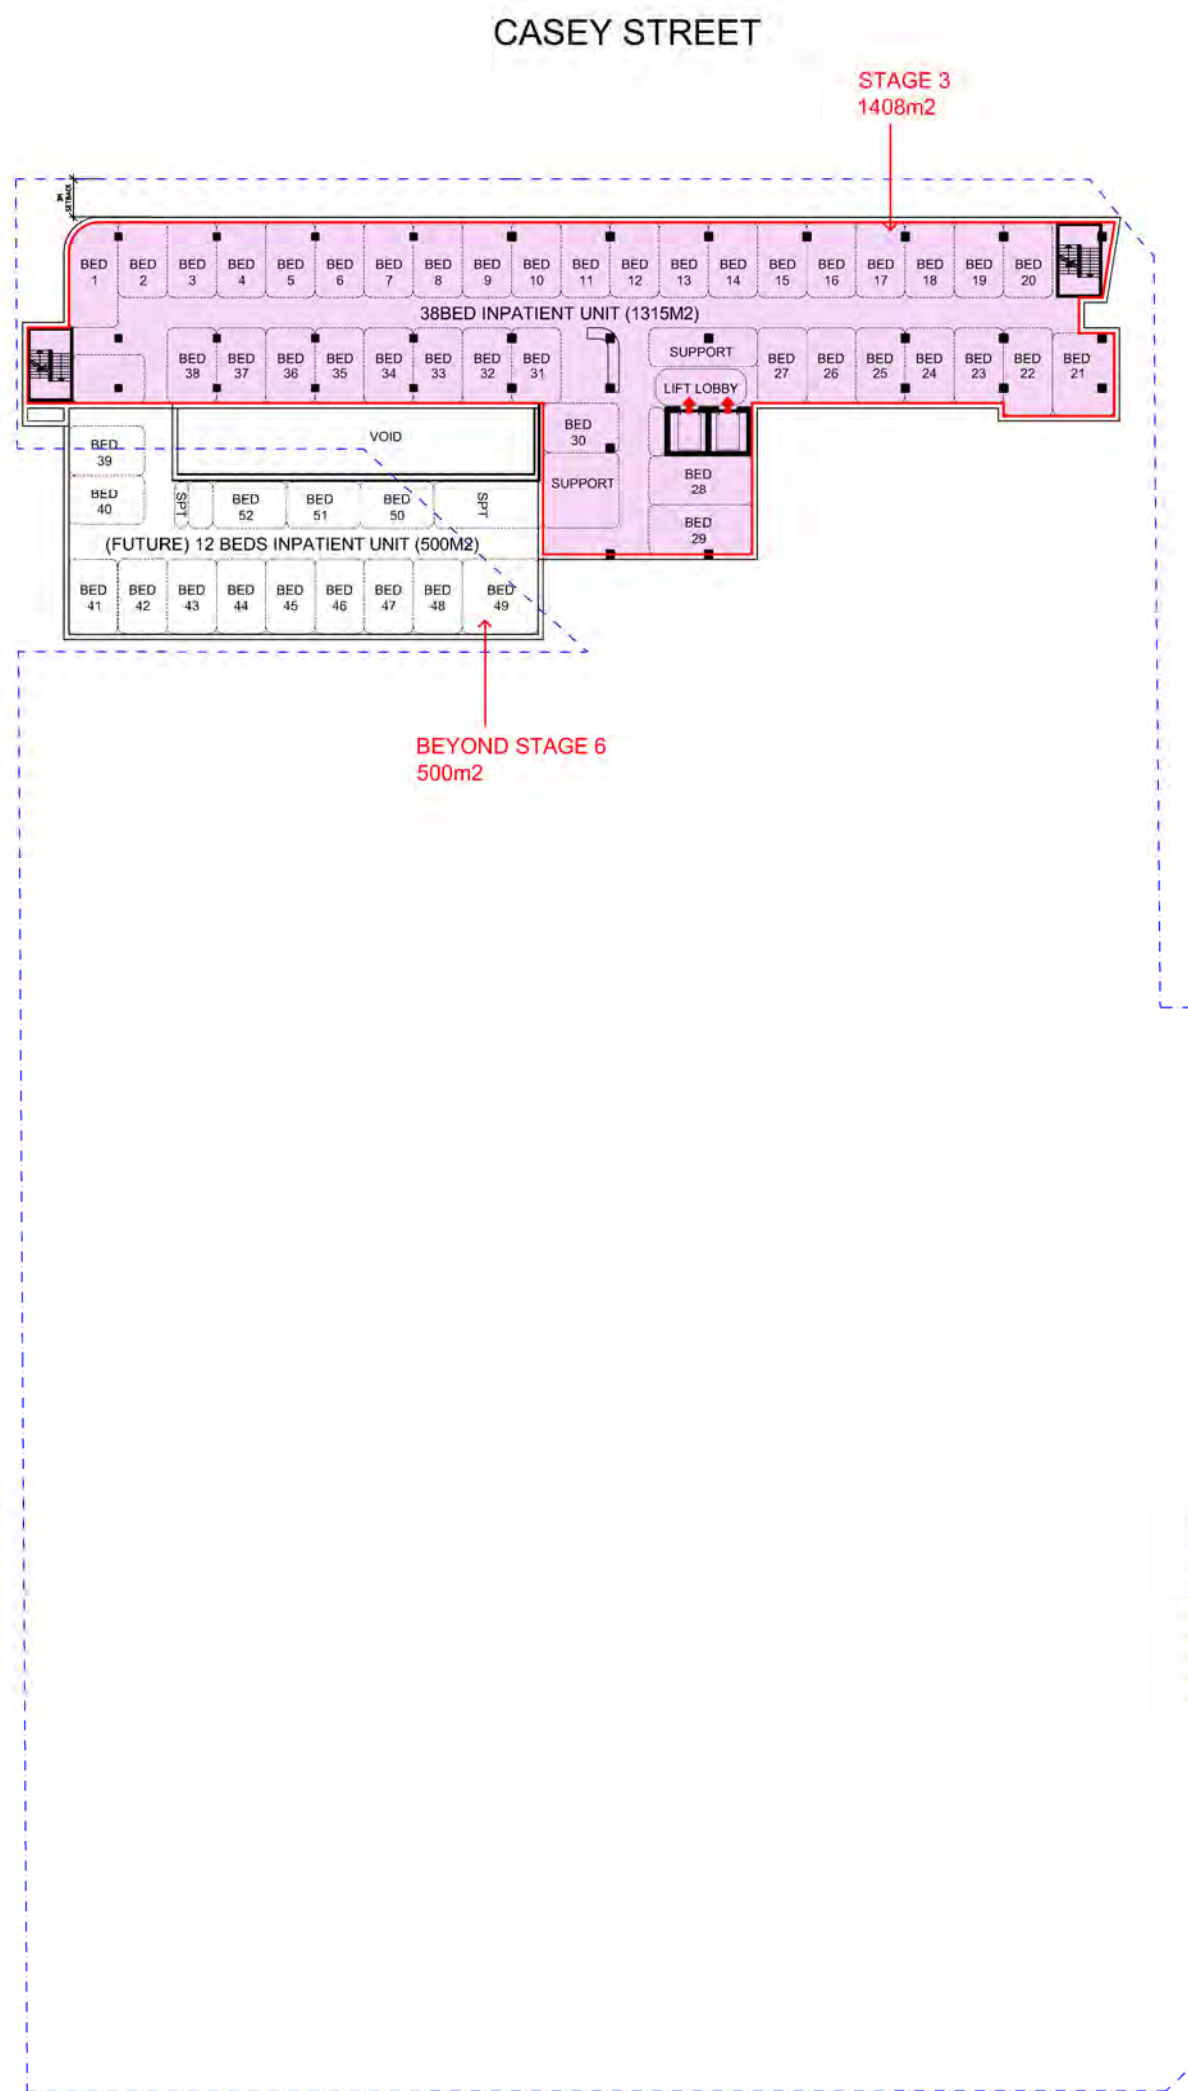 CASEY STREET
STAGE 3
1408m2
3M
SETBACK
BED
1
BED
2
BED
3
BED
4
BED
5
BED
6
BED
7
BED
8
BED
9
BED
10
BED
11
BED
12
BED
13
BED
14
BED
15
BED
16
BED
17
BED
18
BED
19
BED
20
38BED INPATIENT UNIT (1315M2)
BED
38
BED
37
BED
36
BED
35
BED
34
BED
33
BED
32
BED
31
SUPPORT
LIFT LOBBY
BED
27
BED
26
BED
25
BED
24
BED
23
BED
22
BED
21
BED
30
SUPPORT
BED
28
BED
29
VOID
BED
39
BED
40
SPT
BED
52
BED
51
BED
50
SPT
(FUTURE) 12 BEDS INPATIENT UNIT (500M2)
BED
41
BED
42
BED
43
BED
44
BED
45
BED
46
BED
47
BED
48
BED
49
BEYOND STAGE 6
500m2